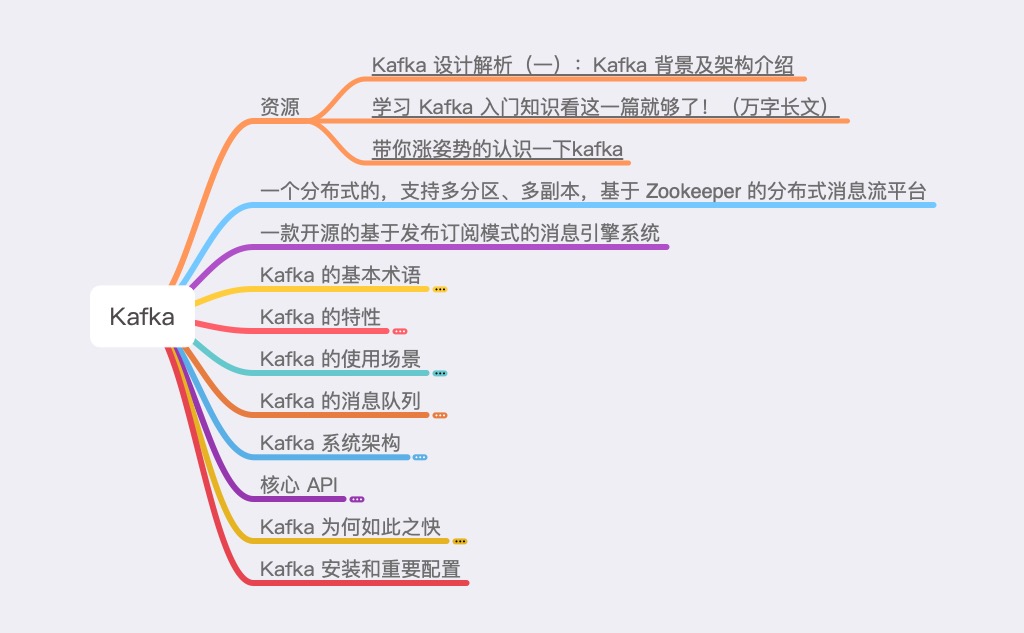 Kafka 设计解析（一）：Kafka 背景及架构介绍
资源
学习 Kafka 入门知识看这一篇就够了！（万字长文）
带你涨姿势的认识一下kafka
一个分布式的，支持多分区、多副本，基于 Zookeeper 的分布式消息流平台
一款开源的基于发布订阅模式的消息引擎系统
Kafka 的基本术语
Kafka
Kafka 的特性
Kafka 的使用场景
Kafka 的消息队列
Kafka 系统架构
核心 API
Kafka 为何如此之快
Kafka 安装和重要配置